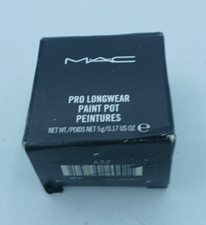 MAC
PRO LONGWEAR
PAINT POT
PEINTURES
NET WT./POIDS NET 5g/0.17 US OZ ℮